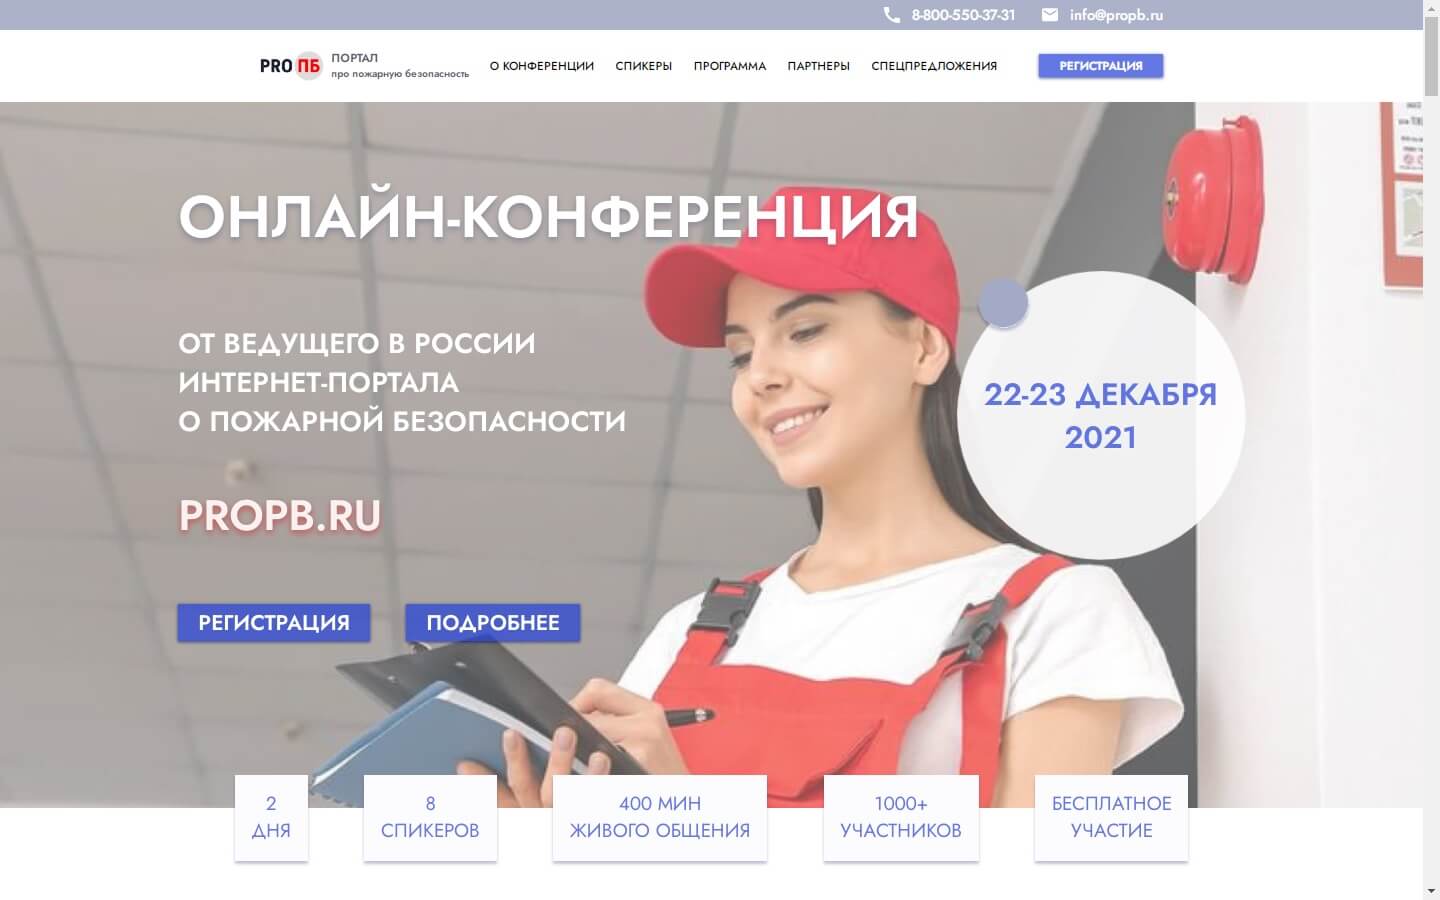 8-800-550-37-31
info@propb.ru
PRO ПБ
ПОРТАЛ
про пожарную безопасность
О КОНФЕРЕНЦИИ
СПИКЕРЫ
ПРОГРАММА
ПАРТНЕРЫ
СПЕЦПРЕДЛОЖЕНИЯ
РЕГИСТРАЦИЯ
ОНЛАЙН-КОНФЕРЕНЦИЯ
ОТ ВЕДУЩЕГО В РОССИИ
ИНТЕРНЕТ-ПОРТАЛА
О ПОЖАРНОЙ БЕЗОПАСНОСТИ
22-23 ДЕКАБРЯ
2021
PROPB.RU
РЕГИСТРАЦИЯ
ПОДРОБНЕЕ
2
ДНЯ
8
СПИКЕРОВ
400 МИН
ЖИВОГО ОБЩЕНИЯ
1000+
УЧАСТНИКОВ
БЕСПЛАТНОЕ
УЧАСТИЕ